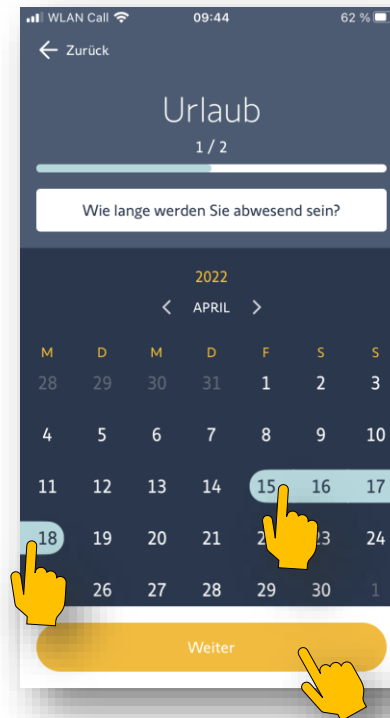 WLAN Call 09:44 62 %
Zurück
Urlaub
1 / 2
Wie lange werden Sie abwesend sein?
2022
APRIL
M D M D F S S
28 29 30 31 1 2 3
4 5 6 7 8 9 10
11 12 13 14 15 16 17
18 19 20 21 23 24
26 27 28 29 30 1
Weiter